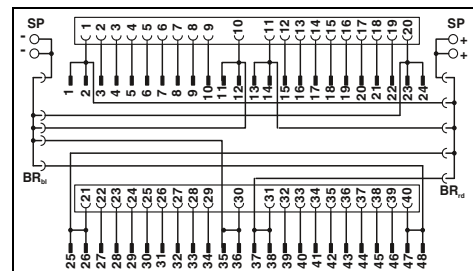 SP SP
- +
- +
1 2 3 4 5 6 7 8 9 10 11 12 13 14 15 16 17 18 19 20
1 2 3 4 5 6 7 8 9 10 11 12 13 14 15 16 17 18 19 20 21 22 23 24
BRbl BRrd
21 22 23 24 25 26 27 28 29 30 31 32 33 34 35 36 37 38 39 40
25 26 27 28 29 30 31 32 33 34 35 36 37 38 39 40 41 42 43 44 45 46 47 48